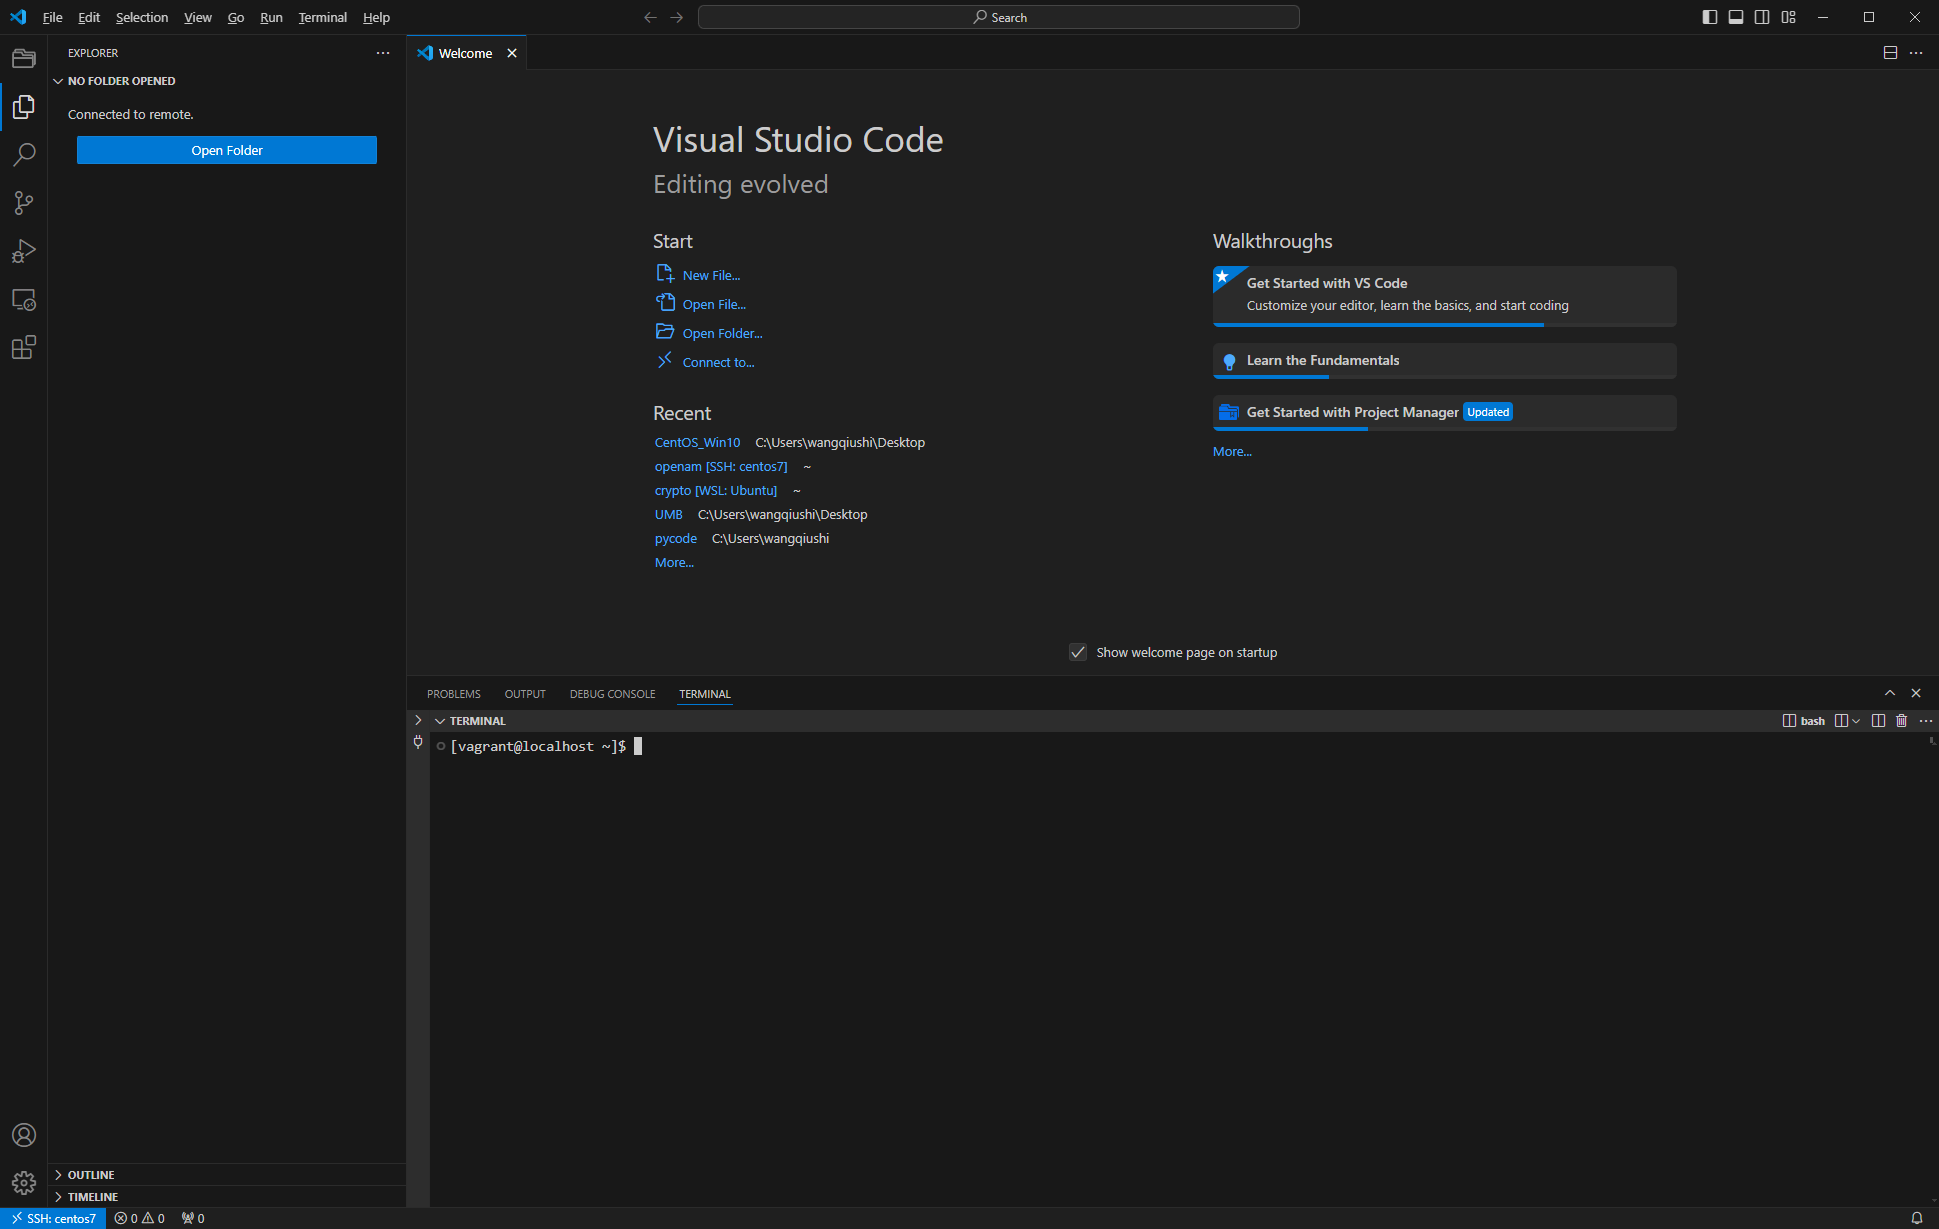 File Edit Selection View Go Run Terminal Help
Search
EXPLORER
NO FOLDER OPENED
Connected to remote.
Open Folder
Welcome
Visual Studio Code
Editing evolved
Start
New File...
Open File...
Open Folder...
Connect to...
Recent
CentOS_Win10 C:\Users\wangqiushi\Desktop
openam [SSH: centos7] ~
crypto [WSL: Ubuntu] ~
UMB C:\Users\wangqiushi\Desktop
pycode C:\Users\wangqiushi
More...
Walkthroughs
Get Started with VS Code
Customize your editor, learn the basics, and start coding
Learn the Fundamentals
Get Started with Project Manager Updated
More...
Show welcome page on startup
PROBLEMS OUTPUT DEBUG CONSOLE TERMINAL
TERMINAL
bash
[vagrant@localhost ~]$
OUTLINE
TIMELINE
SSH: centos7 0 0 0